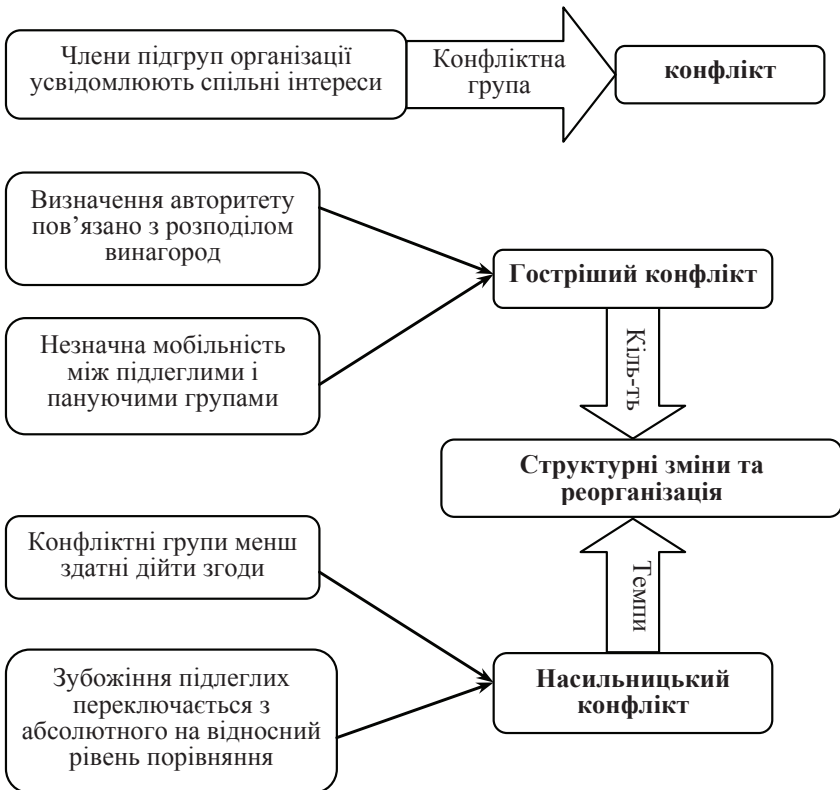 Члени підгруп організації
усвідомлюють спільні інтереси
Конфліктна
група
конфлікт
Визначення авторитету
пов’язано з розподілом
винагород
Гостріший конфлікт
Незначна мобільність
між підлеглими і
пануючими групами
Кіль-ть
Структурні зміни та
реорганізація
Конфліктні групи менш
здатні дійти згоди
Темпи
Зубожіння підлеглих
переключається з
абсолютного на відносний
рівень порівняння
Насильницький
конфлікт